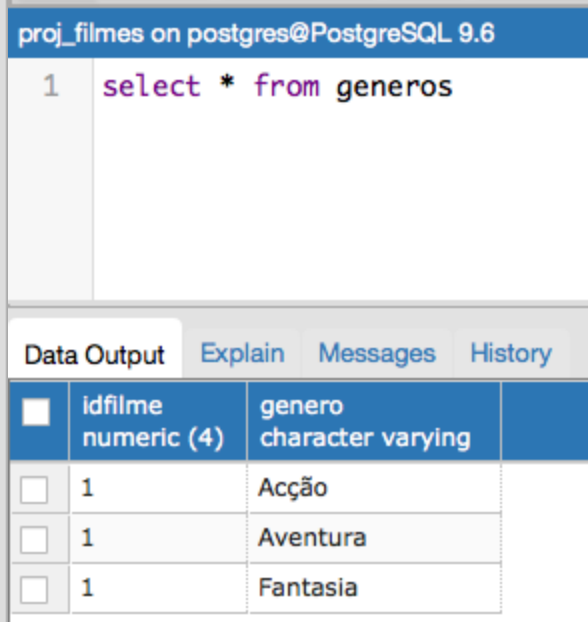 proj_filmes on postgres@PostgreSQL 9.6
1 select * from generos
Data Output Explain Messages History
idfilme genero
numeric (4) character varying
1 Acção
1 Aventura
1 Fantasia